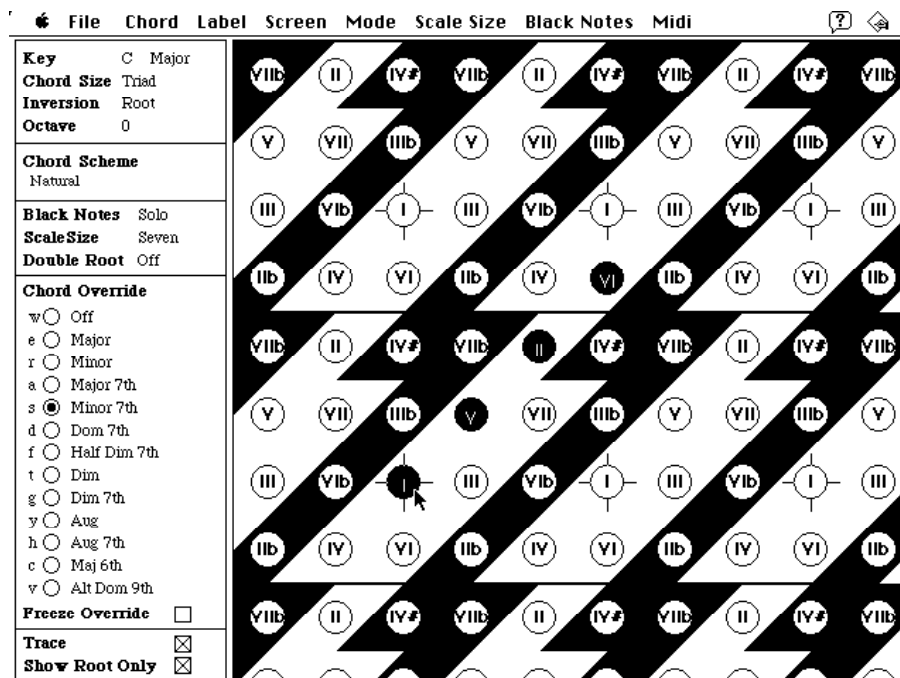 File Chord Label Screen Mode Scale Size Black Notes Midi ?
Key C Major
Chord Size Triad
Inversion Root
Octave 0
Chord Scheme
Natural
Black Notes Solo
ScaleSize Seven
Double Root Off
Chord Override
w Off
e Major
r Minor
a Major 7th
s Minor 7th
d Dom 7th
f Half Dim 7th
t Dim
g Dim 7th
y Aug
h Aug 7th
c Maj 6th
v Alt Dom 9th
Freeze Override
Trace
Show Root Only
VIIb II IV# VIIb II IV# VIIb II IV# VIIb
V VII IIIb V VII IIIb V VII IIIb V
III VIb I III VIb I III VIb I III
IIb IV VI IIb IV VI IIb IV VI IIb
VIIb II IV# VIIb II IV# VIIb II IV# VIIb
V VII IIIb V VII IIIb V VII IIIb V
III VIb I III VIb I III VIb I III
IIb IV VI IIb IV VI IIb IV VI IIb
VIIb II IV# VIIb II IV# VIIb II IV# VIIb